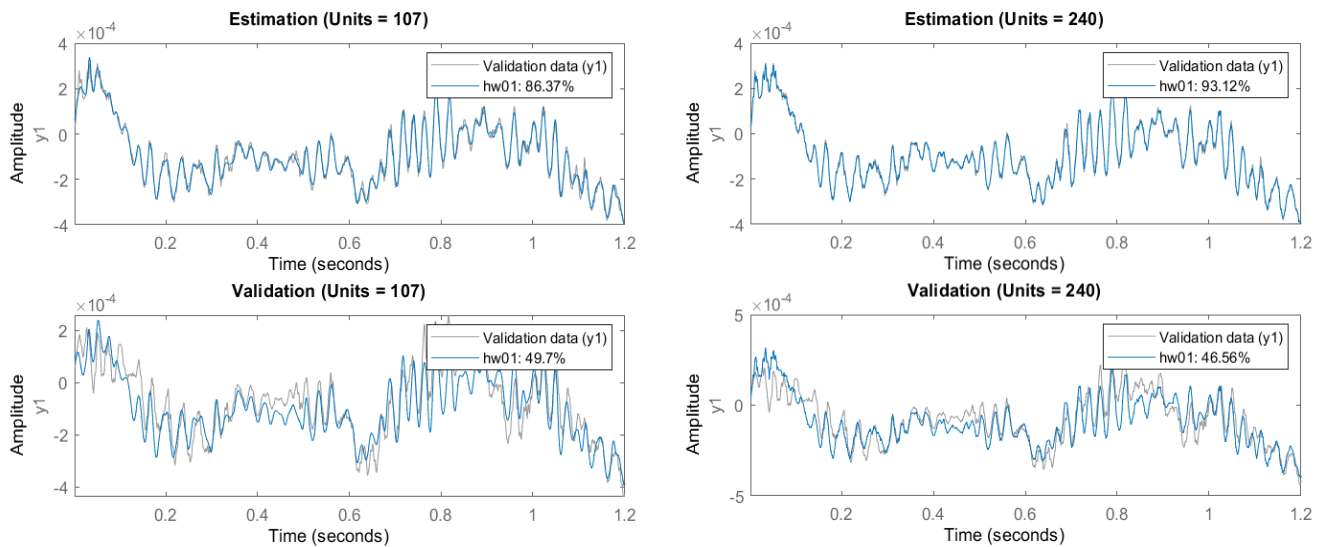 Estimation (Units = 107)
×10-4
4
2
0
-2
-4
Amplitude
y1
Validation data (y1)
hw01: 86.37%
0.2
0.4
0.6
0.8
1
1.2
Time (seconds)
Estimation (Units = 240)
×10-4
4
2
0
-2
-4
Amplitude
y1
Validation data (y1)
hw01: 93.12%
0.2
0.4
0.6
0.8
1
1.2
Time (seconds)
Validation (Units = 107)
×10-4
2
0
-2
-4
Amplitude
y1
Validation data (y1)
hw01: 49.7%
0.2
0.4
0.6
0.8
1
1.2
Time (seconds)
Validation (Units = 240)
×10-4
5
0
-5
Amplitude
y1
Validation data (y1)
hw01: 46.56%
0.2
0.4
0.6
0.8
1
1.2
Time (seconds)